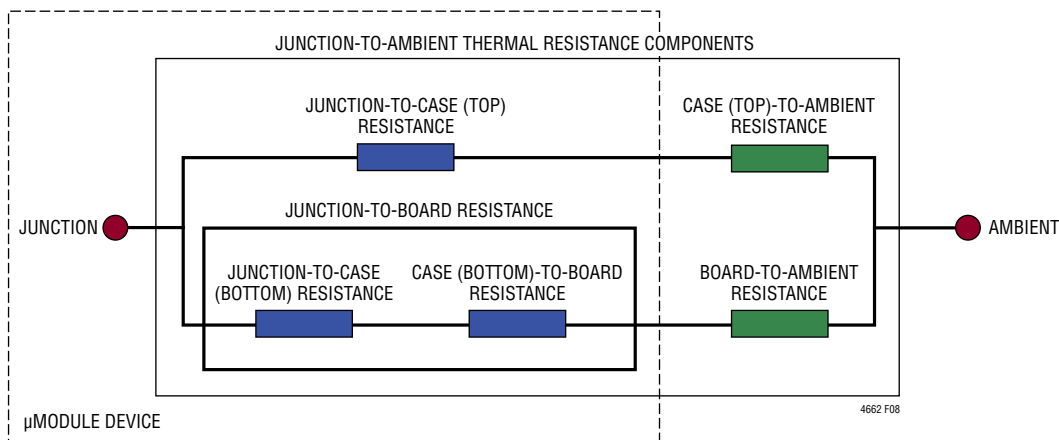 JUNCTION-TO-AMBIENT THERMAL RESISTANCE COMPONENTS
JUNCTION-TO-CASE (TOP)
RESISTANCE
CASE (TOP)-TO-AMBIENT
RESISTANCE
JUNCTION
JUNCTION-TO-BOARD RESISTANCE
AMBIENT
JUNCTION-TO-CASE
(BOTTOM) RESISTANCE
CASE (BOTTOM)-TO-BOARD
RESISTANCE
BOARD-TO-AMBIENT
RESISTANCE
4662 F08
µMODULE DEVICE